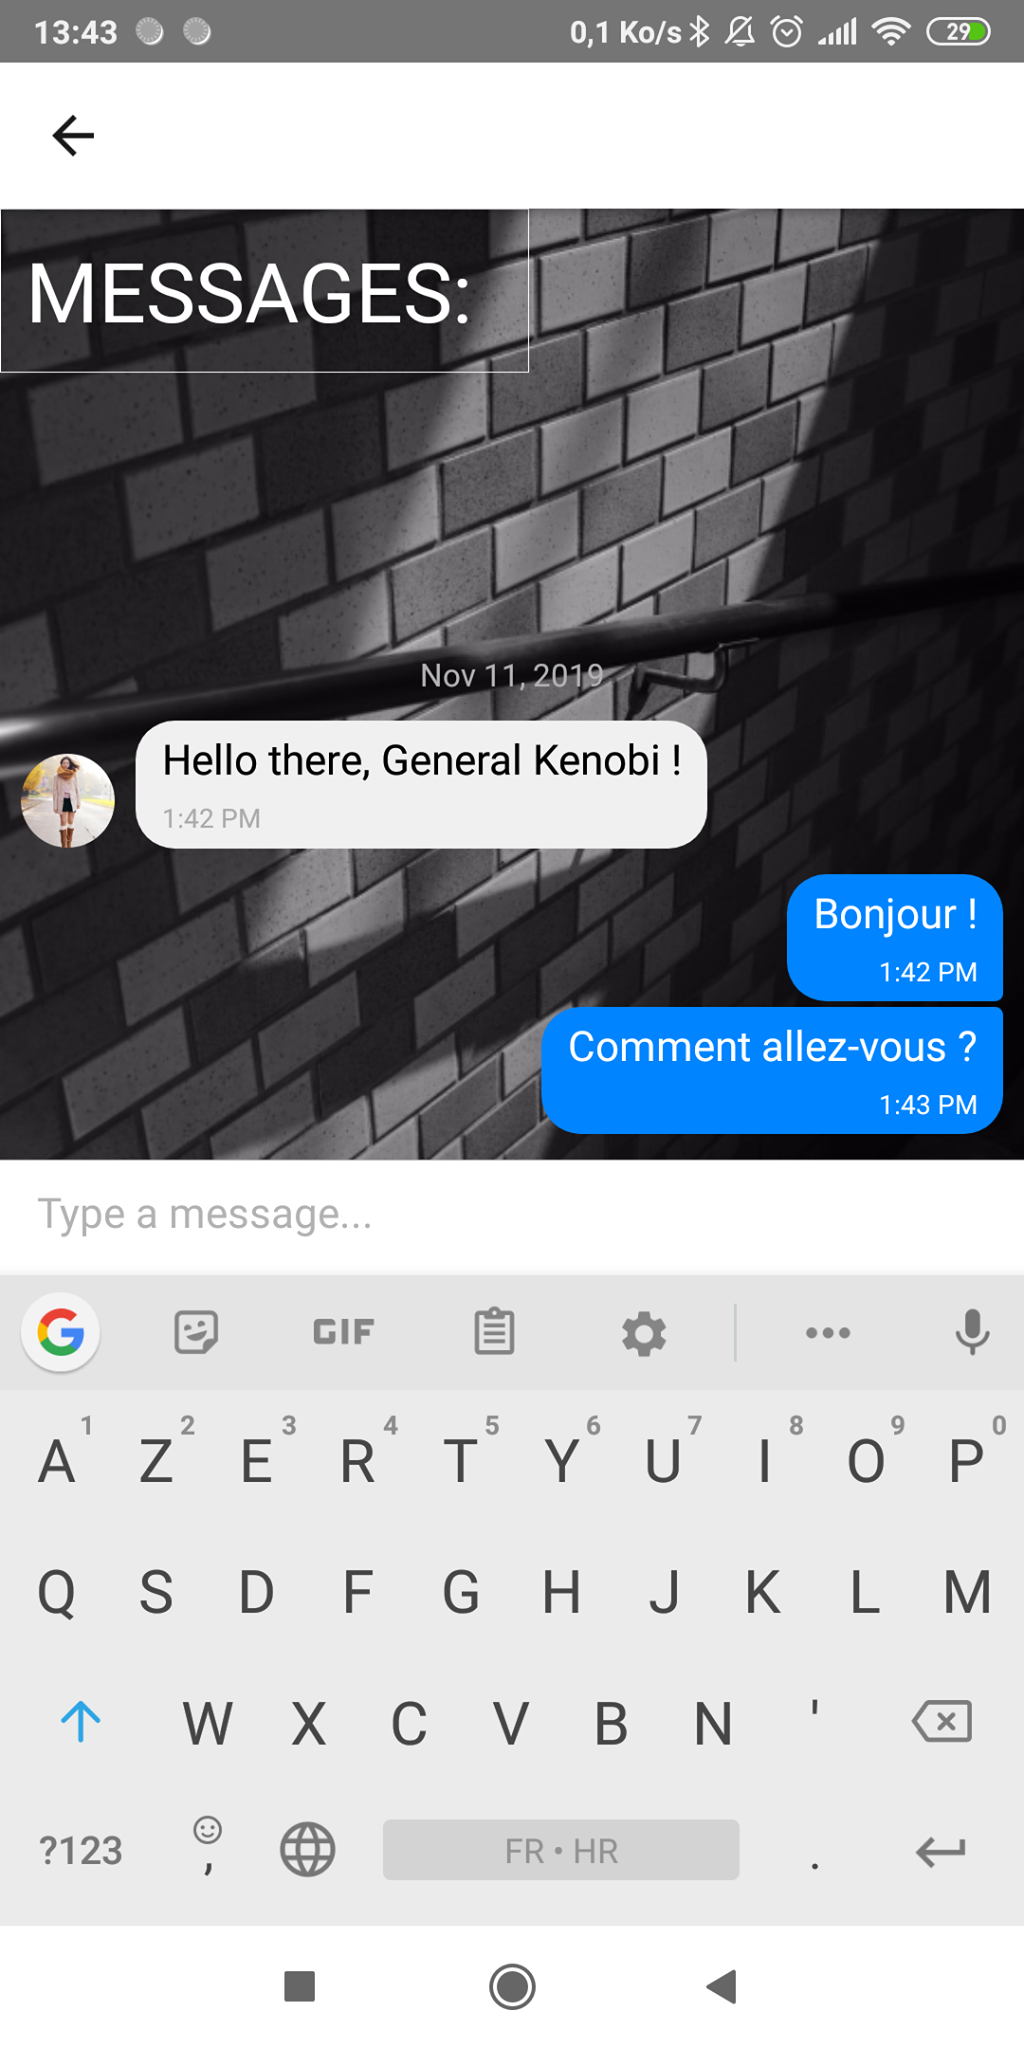 13:43 0,1 Ko/s 29
MESSAGES:
Nov 11, 2019
Hello there, General Kenobi !
1:42 PM
Bonjour !
1:42 PM
Comment allez-vous ?
1:43 PM
Type a message...
G GIF
1 2 3 4 5 6 7 8 9 0
A Z E R T Y U I O P
Q S D F G H J K L M
W X C V B N '
?123 , FR • HR .